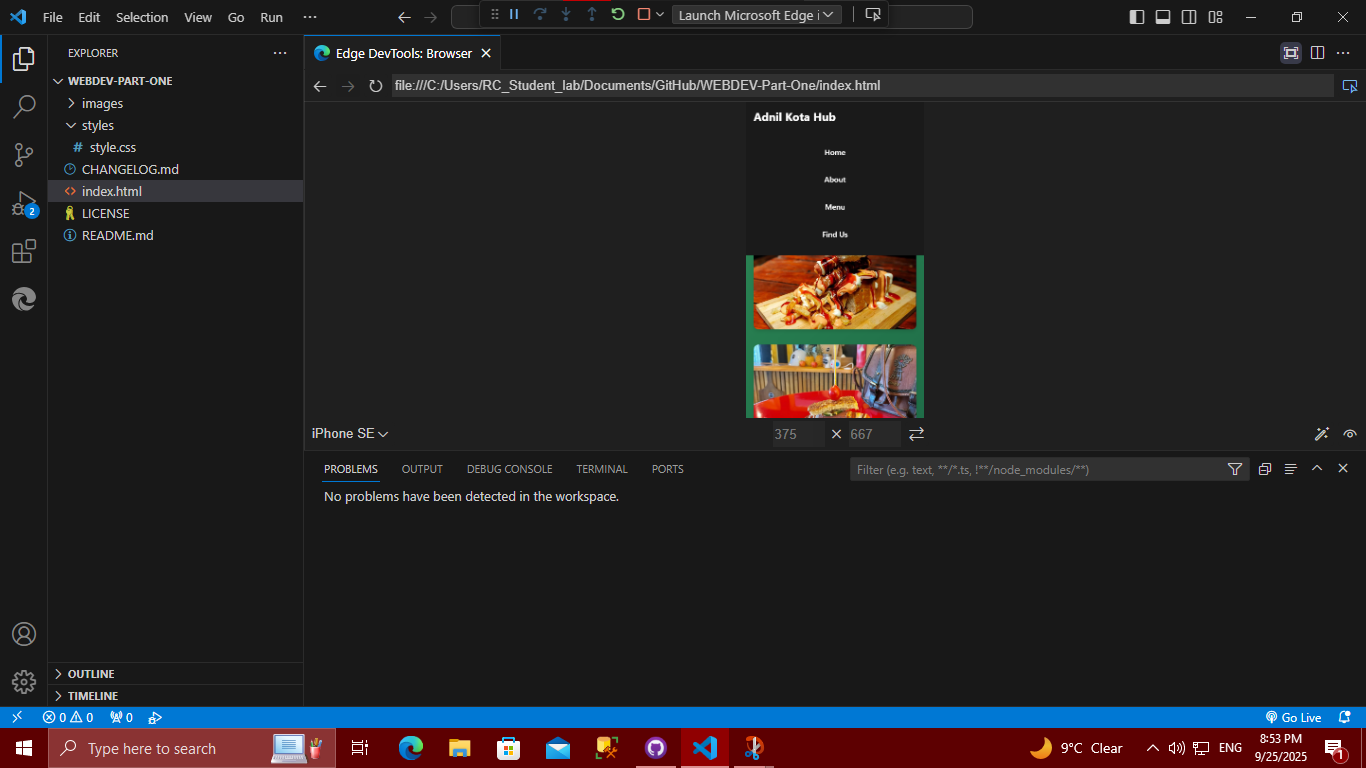 File Edit Selection View Go Run ···
Launch Microsoft Edge i
EXPLORER
Edge DevTools: Browser
WEBDEV-PART-ONE
file:///C:/Users/RC_Student_lab/Documents/GitHub/WEBDEV-Part-One/index.html
images
styles
# style.css
CHANGELOG.md
<> index.html
LICENSE
README.md
2
Adnil Kota Hub
Home
About
Menu
Find Us
iPhone SE
375 × 667
PROBLEMS OUTPUT DEBUG CONSOLE TERMINAL PORTS
Filter (e.g. text, **/*.ts, !**/node_modules/**)
No problems have been detected in the workspace.
OUTLINE
TIMELINE
0 0 0
Go Live
Type here to search
9°C Clear
ENG
8:53 PM
9/25/2025
1